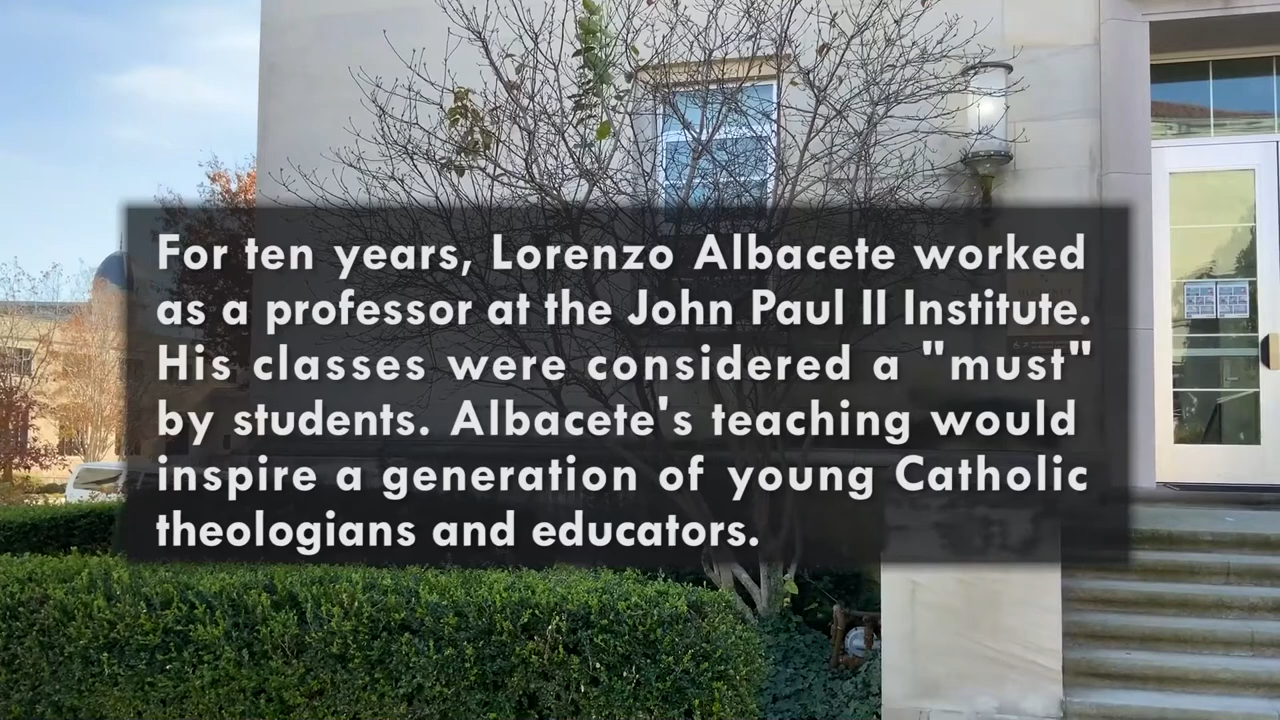 For ten years, Lorenzo Albacete worked
as a professor at the John Paul II Institute.
His classes were considered a "must"
by students. Albacete's teaching would
inspire a generation of young Catholic
theologians and educators.